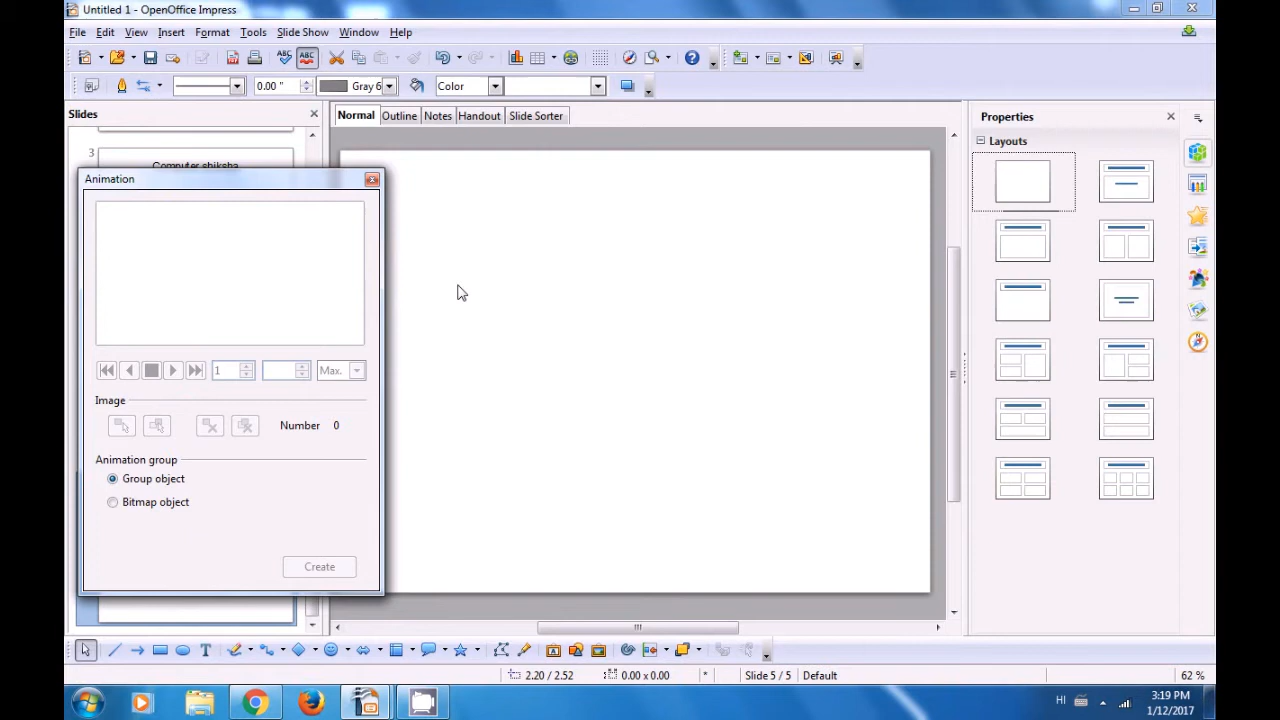 Untitled 1 - OpenOffice Impress
File Edit View Insert Format Tools Slide Show Window Help
0.00 " Gray 6 Color
Slides
Normal Outline Notes Handout Slide Sorter
Properties
Layouts
3
Computer shiksha
Animation
1 Max.
Image
Number 0
Animation group
Group object
Bitmap object
Create
2.20 / 2.52 0.00 x 0.00 * Slide 5 / 5 Default 62 %
HI 3:19 PM
1/12/2017